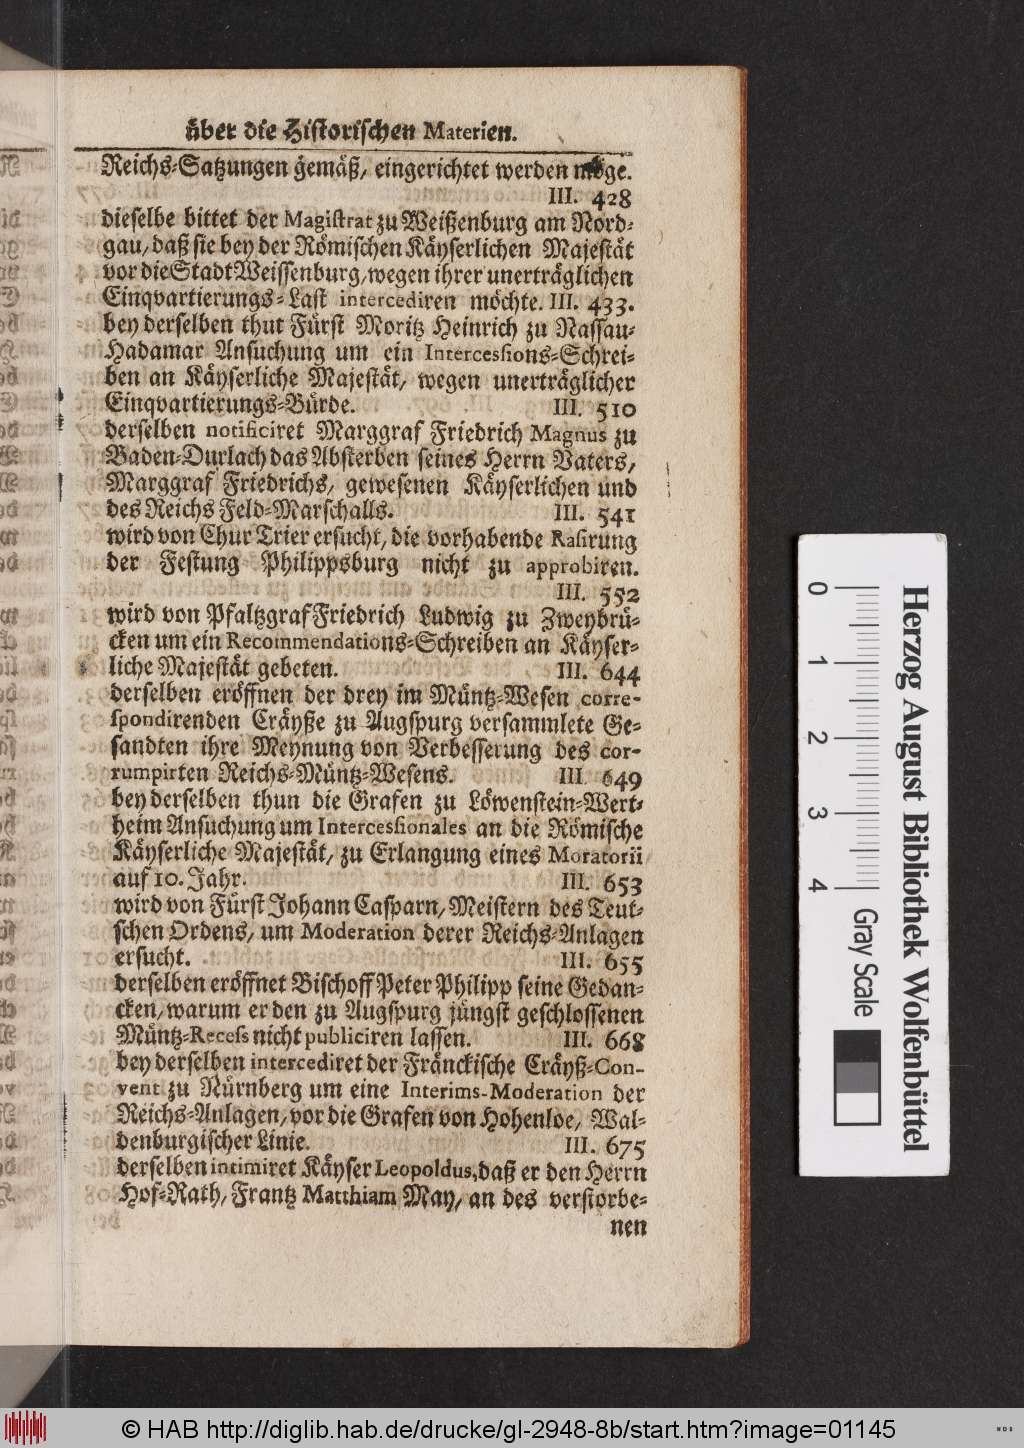 über die Historischen Materien.
Reichs-Satzungen gemäß, eingerichtet werden möge.
III. 428
dieselbe bittet der Magistrat zu Weißenburg am Nord-
gau, daß sie bey der Römischen Käyserlichen Majestät
vor die Stadt Weissenburg, wegen ihrer unerträglichen
Einqvartierungs-Last intercediren möchte. III. 433.
bey derselben thut Fürst Moritz Heinrich zu Nassau-
Hadamar Ansuchung um ein Intercessions-Schrei-
ben an Käyserliche Majestät, wegen unerträglicher
Einqvartierungs-Bürde. III. 510
derselben notificiret Marggraf Friedrich Magnus zu
Baden-Durlach das Absterben seines Herrn Vaters,
Marggraf Friedrichs, gewesenen Käyserlichen und
des Reichs Feld-Marschalls. III. 541
wird von Chur Trier ersucht, die vorhabende Rasirung
der Festung Philippsburg nicht zu approbiren.
III. 552
wird von Pfaltzgraf Friedrich Ludwig zu Zweybrü-
cken um ein Recommendations-Schreiben an Käyser-
liche Majestät gebeten. III. 644
derselben eröffnen der drey im Müntz-Wesen corre-
spondirenden Cräyße zu Augspurg versammlete Ge-
sandten ihre Meynung von Verbesserung des cor-
rumpirten Reichs-Müntz-Wesens. III. 649
bey derselben thun die Grafen zu Löwenstein-Wert-
heim Ansuchung um Intercessionales an die Römische
Käyserliche Majestät, zu Erlangung eines Moratorii
auf 10. Jahr. III. 653
wird von Fürst Johann Casparn, Meistern des Teut-
schen Ordens, um Moderation derer Reichs-Anlagen
ersucht. III. 655
derselben eröffnet Bischoff Peter Philipp seine Gedan-
cken, warum er den zu Augspurg jüngst geschlossenen
Müntz-Recess nicht publiciren lassen. III. 668
bey derselben intercediret der Fränckische Cräyß-Con-
vent zu Nürnberg um eine Interims-Moderation der
Reichs-Anlagen, vor die Grafen von Hohenloe, Wal-
denburgischer Linie. III. 675
derselben intimiret Käyser Leopoldus, daß er den Herrn
Hof-Rath, Frantz Matthiam May, an des verstorbe-
nen
0 1 2 3 4
Gray Scale
Herzog August Bibliothek Wolfenbüttel
© HAB http://diglib.hab.de/drucke/gl-2948-8b/start.htm?image=01145